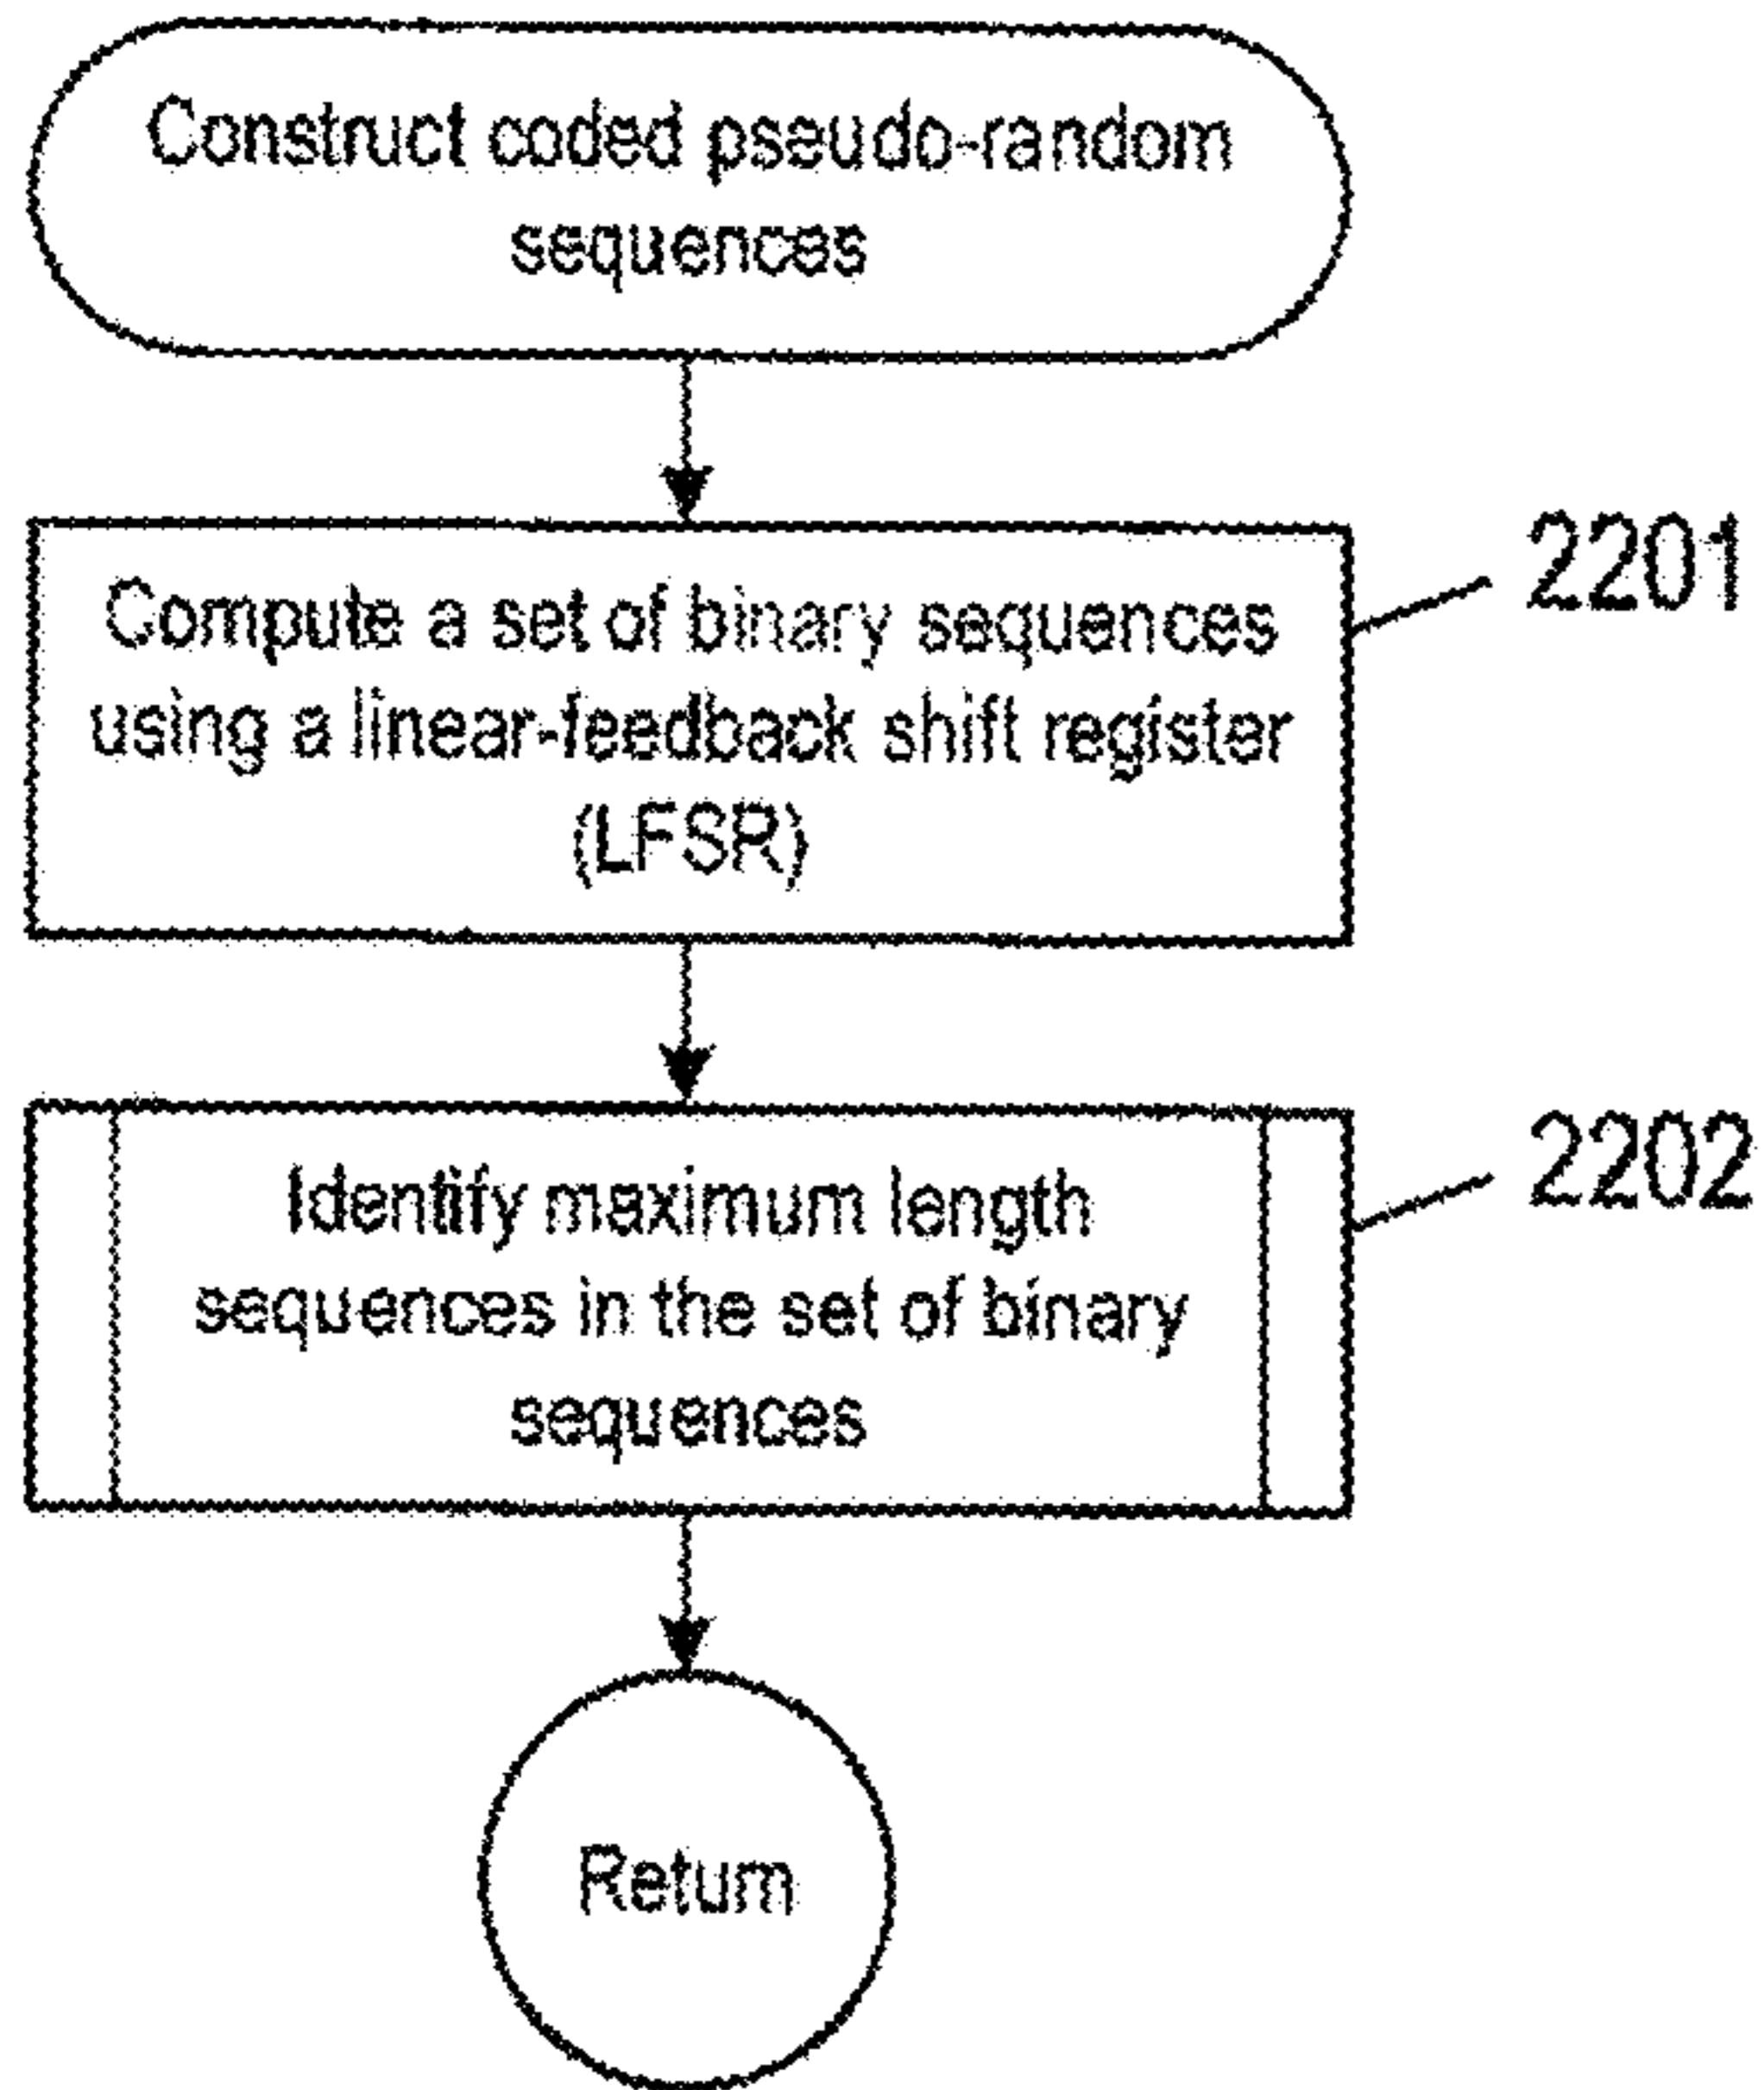 Construct coded pseudo-random
sequences
Compute a set of binary sequences
using a linear-feedback shift register
(LFSR)
2201
Identify maximum length
sequences in the set of binary
sequences
2202
Return